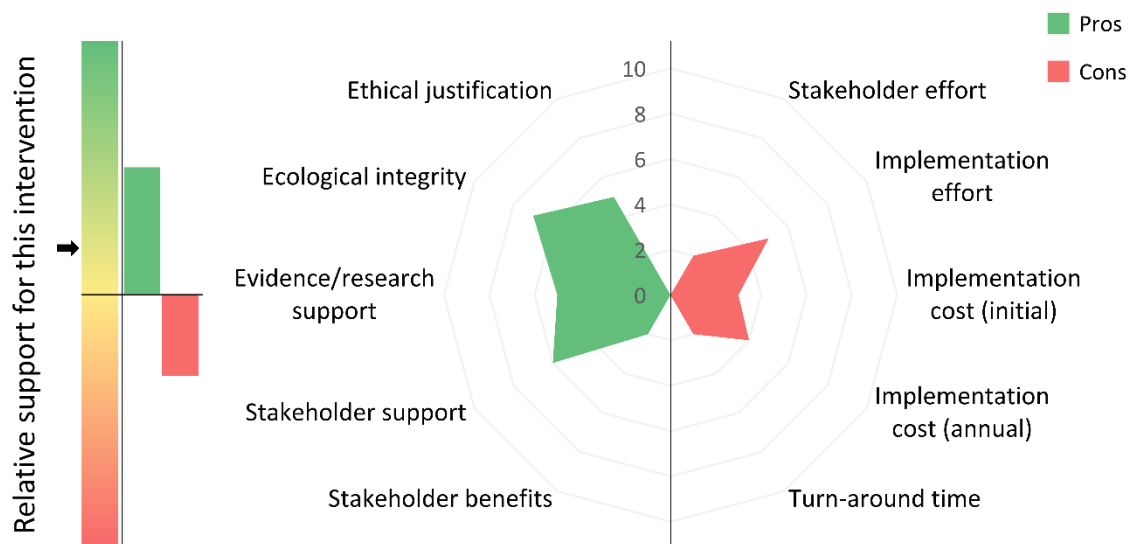 Relative support for this intervention
Pros
Cons
10
8
6
4
2
0
Ethical justification
Ecological integrity
Evidence/research
support
Stakeholder support
Stakeholder benefits
Stakeholder effort
Implementation
effort
Implementation
cost (initial)
Implementation
cost (annual)
Turn-around time